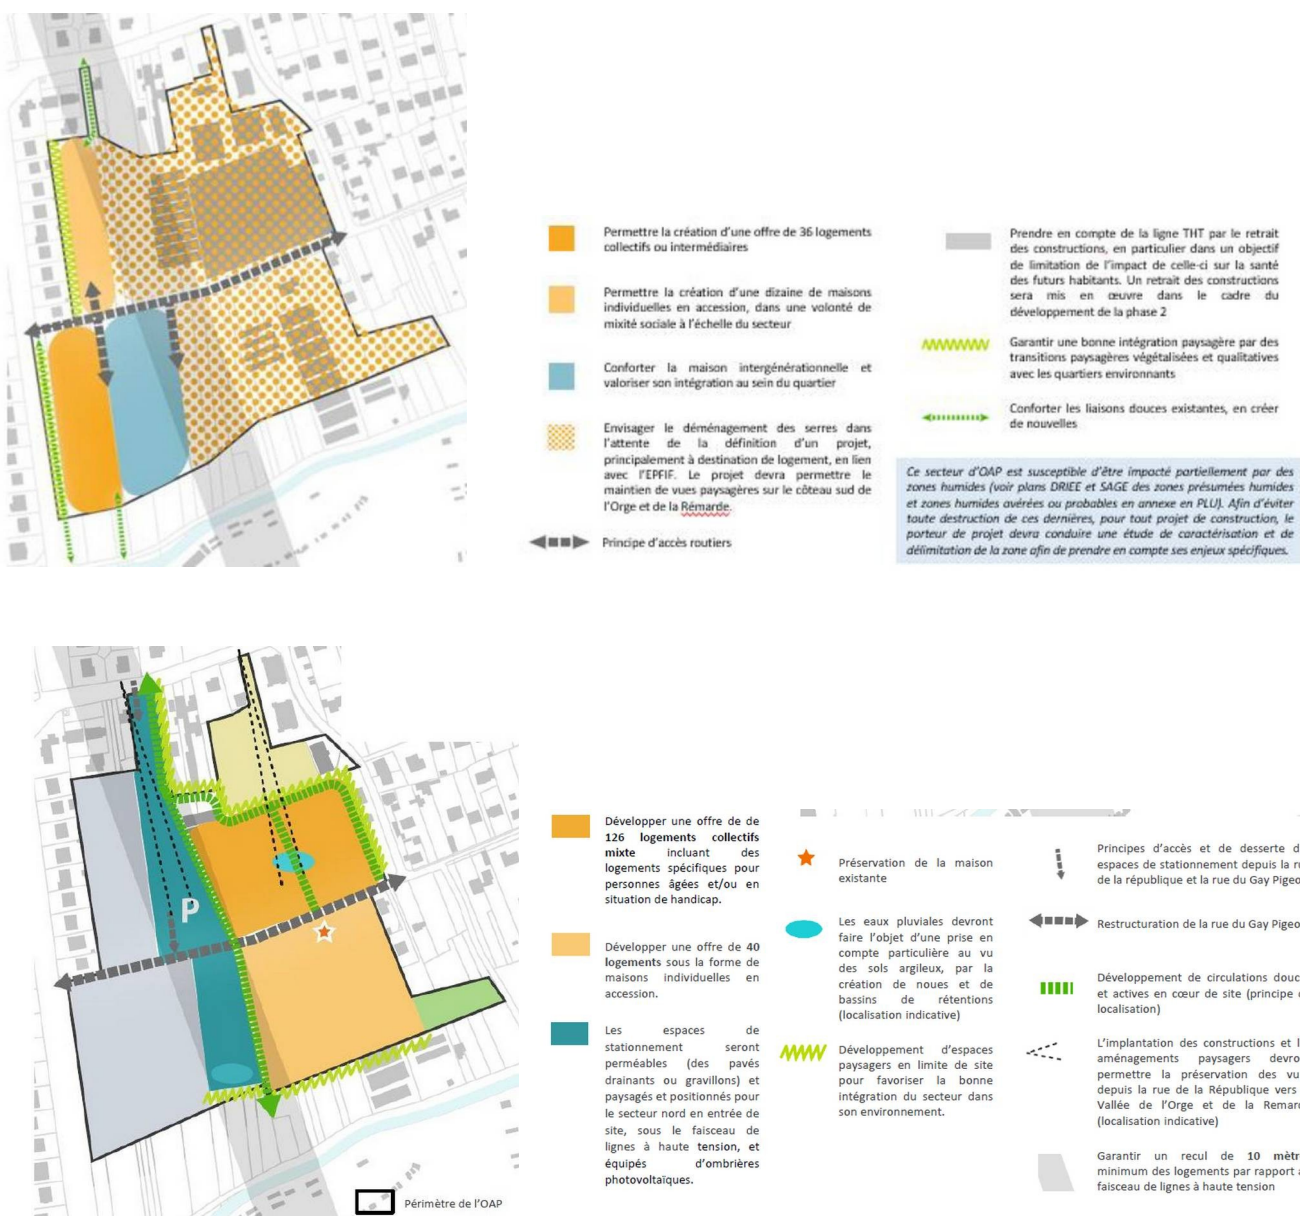 Permettre la création d'une offre de 36 logements
collectifs ou intermédiaires
Permettre la création d'une dizaine de maisons
individuelles en accession, dans une volonté de
mixité sociale à l'échelle du secteur
Conforter la maison intergénérationnelle et
valoriser son intégration au sein du quartier
Envisager le déménagement des serres dans
l'attente de la définition d'un projet,
principalement à destination de logement, en lien
avec l'EPFIF. Le projet devra permettre le
maintien de vues paysagères sur le côteau sud de
l'Orge et de la Rémarde.
Principe d'accès routiers
Prendre en compte de la ligne THT par le retrait
des constructions, en particulier dans un objectif
de limitation de l'impact de celle-ci sur la santé
des futurs habitants. Un retrait des constructions
sera mis en œuvre dans le cadre du
développement de la phase 2
Garantir une bonne intégration paysagère par des
transitions paysagères végétalisées et qualitatives
avec les quartiers environnants
Conforter les liaisons douces existantes, en créer
de nouvelles
Ce secteur d'OAP est susceptible d'être impacté partiellement par des
zones humides (voir plans DRIEE et SAGE des zones présumées humides
et zones humides avérées ou probables en annexe en PLU). Afin d'éviter
toute destruction de ces dernières, pour tout projet de construction, le
porteur de projet devra conduire une étude de caractérisation et de
délimitation de la zone afin de prendre en compte ses enjeux spécifiques.
P
Périmètre de l'OAP
Développer une offre de de
126 logements collectifs
mixte incluant des
logements spécifiques pour
personnes âgées et/ou en
situation de handicap.
Développer une offre de 40
logements sous la forme de
maisons individuelles en
accession.
Les espaces de
stationnement seront
perméables (des pavés
drainants ou gravillons) et
paysagés et positionnés pour
le secteur nord en entrée de
site, sous le faisceau de
lignes à haute tension, et
équipés d'ombrières
photovoltaïques.
Préservation de la maison
existante
Les eaux pluviales devront
faire l'objet d'une prise en
compte particulière au vu
des sols argileux, par la
création de noues et de
bassins de rétentions
(localisation indicative)
Développement d'espaces
paysagers en limite de site
pour favoriser la bonne
intégration du secteur dans
son environnement.
Principes d'accès et de desserte
espaces de stationnement depuis la
de la république et la rue du Gay
Restructuration de la rue du Gay
Développement de circulations
et actives en cœur de site (principe
localisation)
L'implantation des constructions et
aménagements paysagers
permettre la préservation des
depuis la rue de la République vers
Vallée de l'Orge et de la
(localisation indicative)
Garantir un recul de 10
minimum des logements par rapport
faisceau de lignes à haute tension